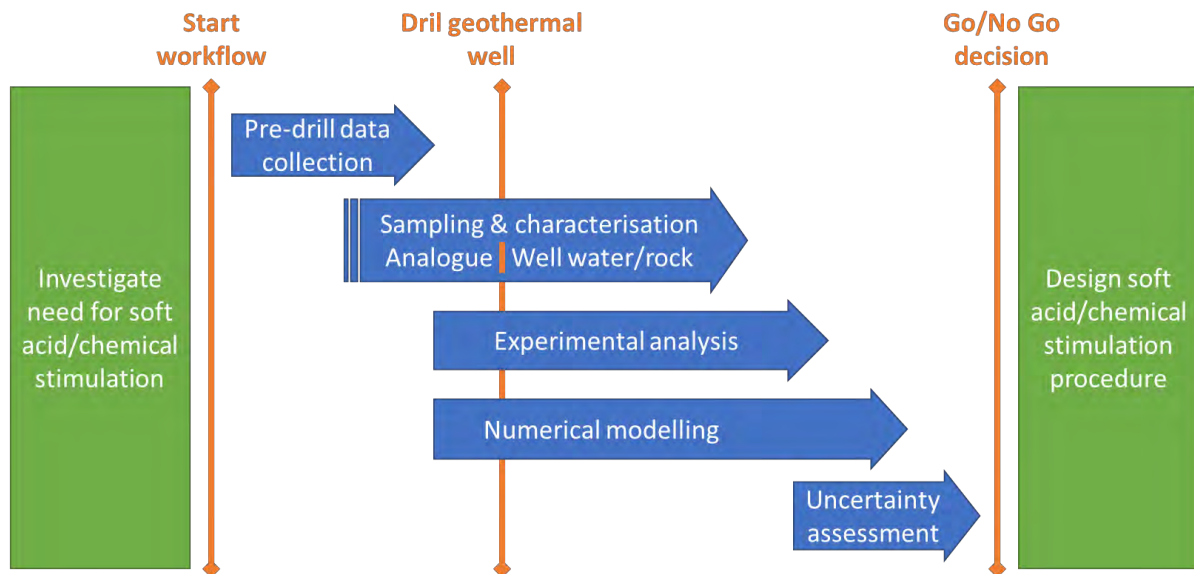 Start
workflow
Dril geothermal
well
Go/No Go
decision
Investigate
need for soft
acid/chemical
stimulation
Pre-drill data
collection
Sampling & characterisation
Analogue Well water/rock
Experimental analysis
Numerical modelling
Uncertainty
assessment
Design soft
acid/chemical
stimulation
procedure